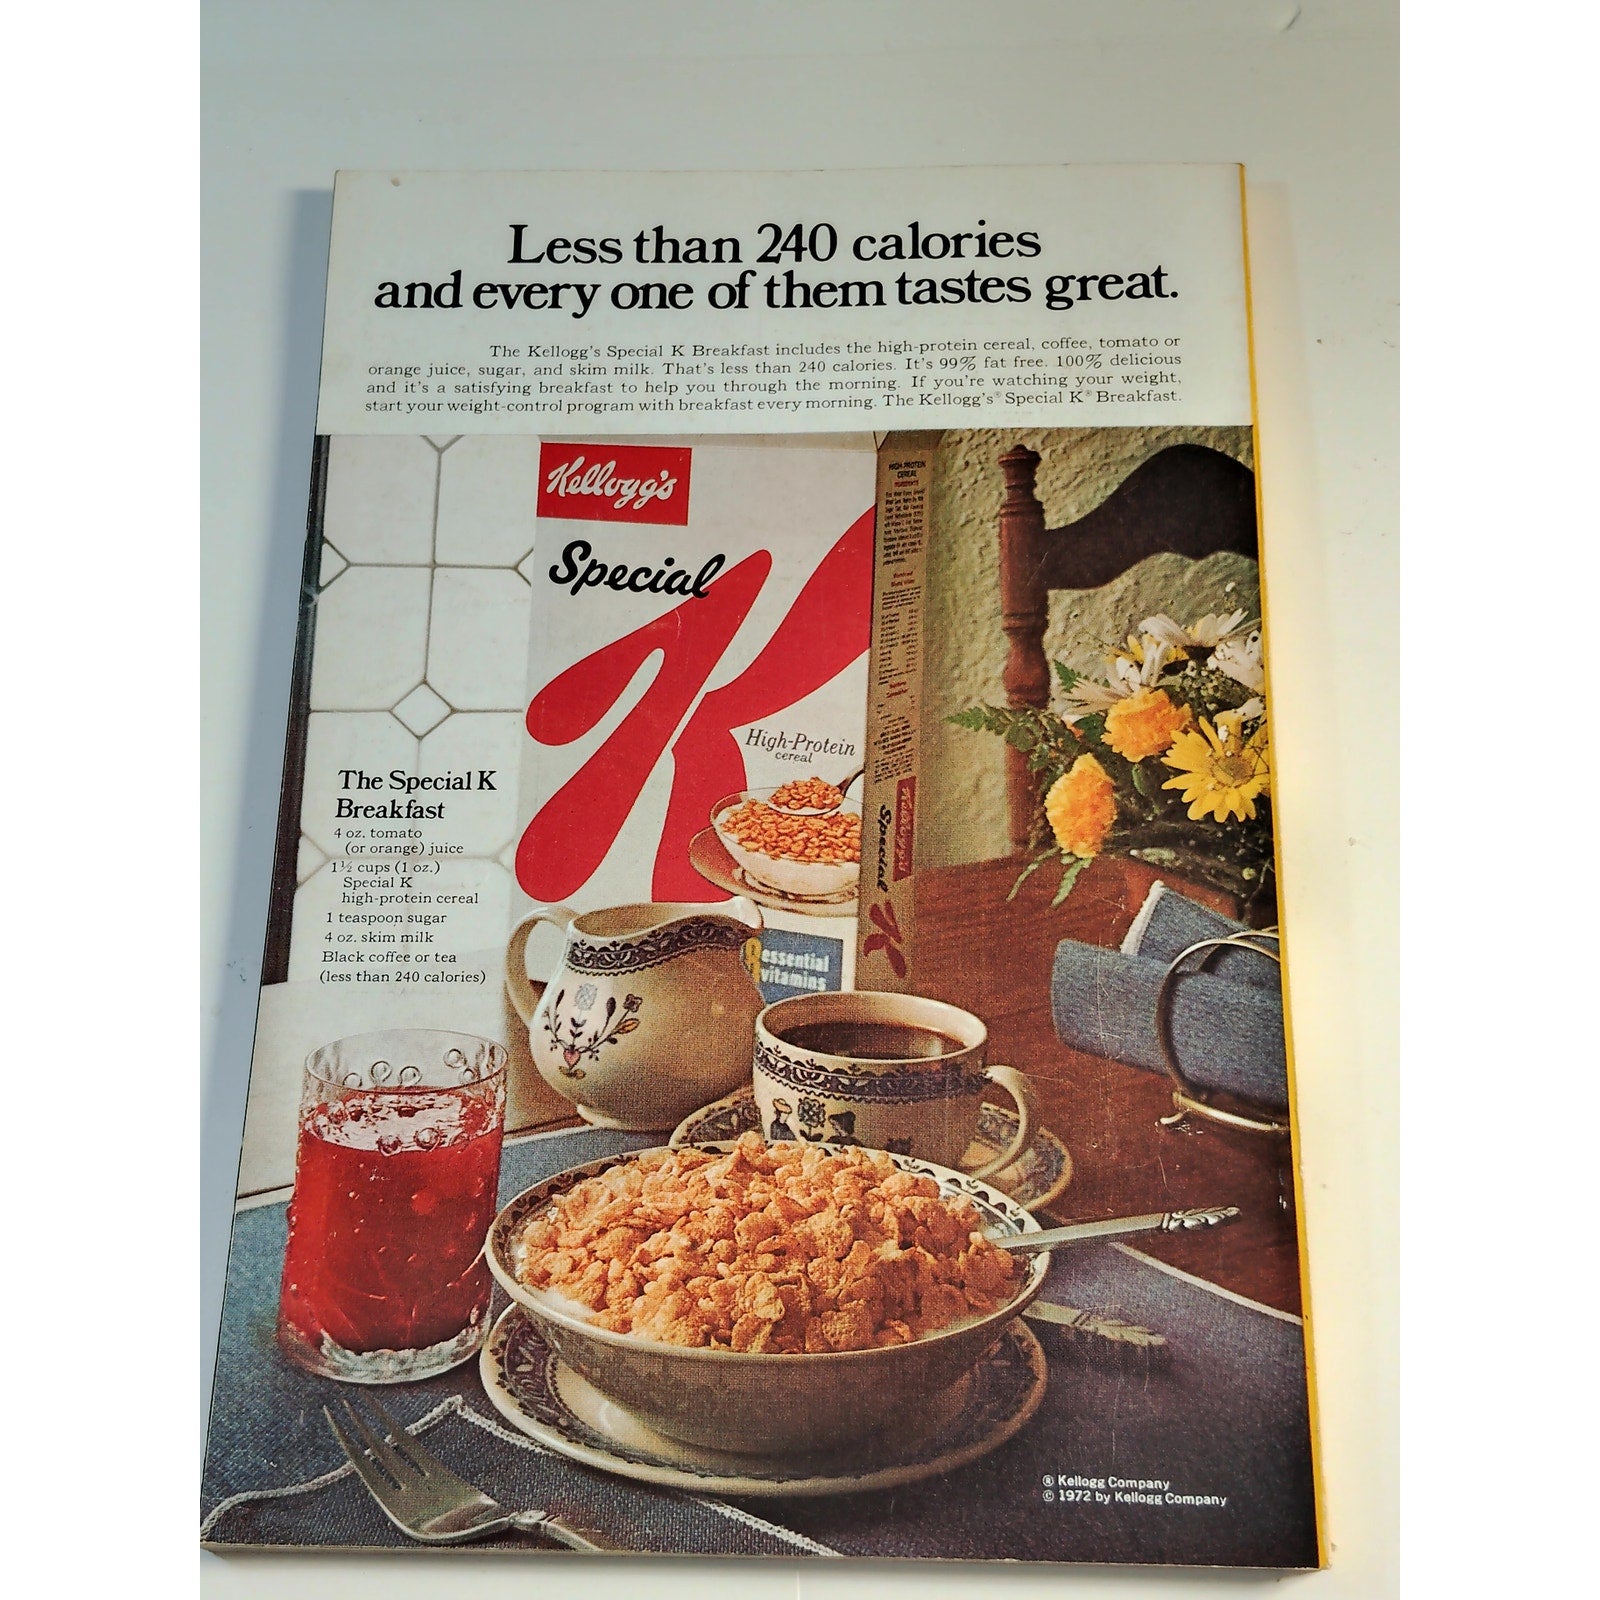 Less than 240 calories
and every one of them tastes great.
The Kellogg's Special K Breakfast includes the high-protein cereal, coffee, tomato or
orange juice, sugar, and skim milk. That's less than 240 calories. It's 99% fat free. 100% delicious
and it's a satisfying breakfast to help you through the morning. If you're watching your weight,
start your weight-control program with breakfast every morning. The Kellogg's® Special K® Breakfast.
Kellogg's
Special
K
High-Protein
cereal
8 essential
vitamins
HIGH-PROTEIN
CEREAL
Kellogg's
Special
K
The Special K
Breakfast
4 oz. tomato
(or orange) juice
1½ cups (1 oz.)
Special K
high-protein cereal
1 teaspoon sugar
4 oz. skim milk
Black coffee or tea
(less than 240 calories)
® Kellogg Company
© 1972 by Kellogg Company